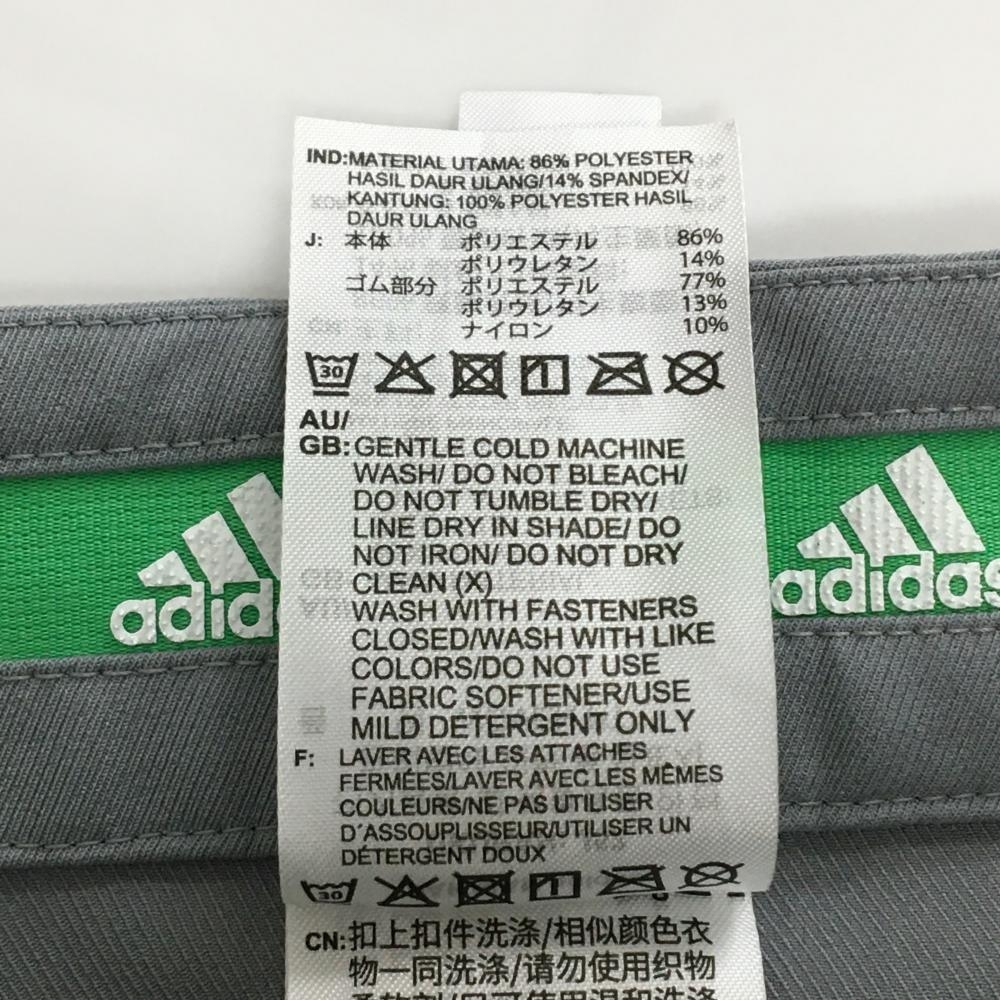 IND:MATERIAL UTAMA: 86% POLYESTER
HASIL DAUR ULANG/14% SPANDEX/
KANTUNG: 100% POLYESTER HASIL
DAUR ULANG
J: 本体 ポリエステル 86%
ポリウレタン 14%
ゴム部分 ポリエステル 77%
ポリウレタン 13%
ナイロン 10%
30
AU/
GB: GENTLE COLD MACHINE
WASH/ DO NOT BLEACH/
DO NOT TUMBLE DRY/
LINE DRY IN SHADE/ DO
NOT IRON/ DO NOT DRY
CLEAN (X)
WASH WITH FASTENERS
CLOSED/WASH WITH LIKE
COLORS/DO NOT USE
FABRIC SOFTENER/USE
MILD DETERGENT ONLY
F: LAVER AVEC LES ATTACHES
FERMÉES/LAVER AVEC LES MÊMES
COULEURS/NE PAS UTILISER
D´ASSOUPLISSEUR/UTILISER UN
DÉTERGENT DOUX
30
CN: 扣上扣件洗涤/相似颜色衣
物一同洗涤/请勿使用织物
adid
adidas